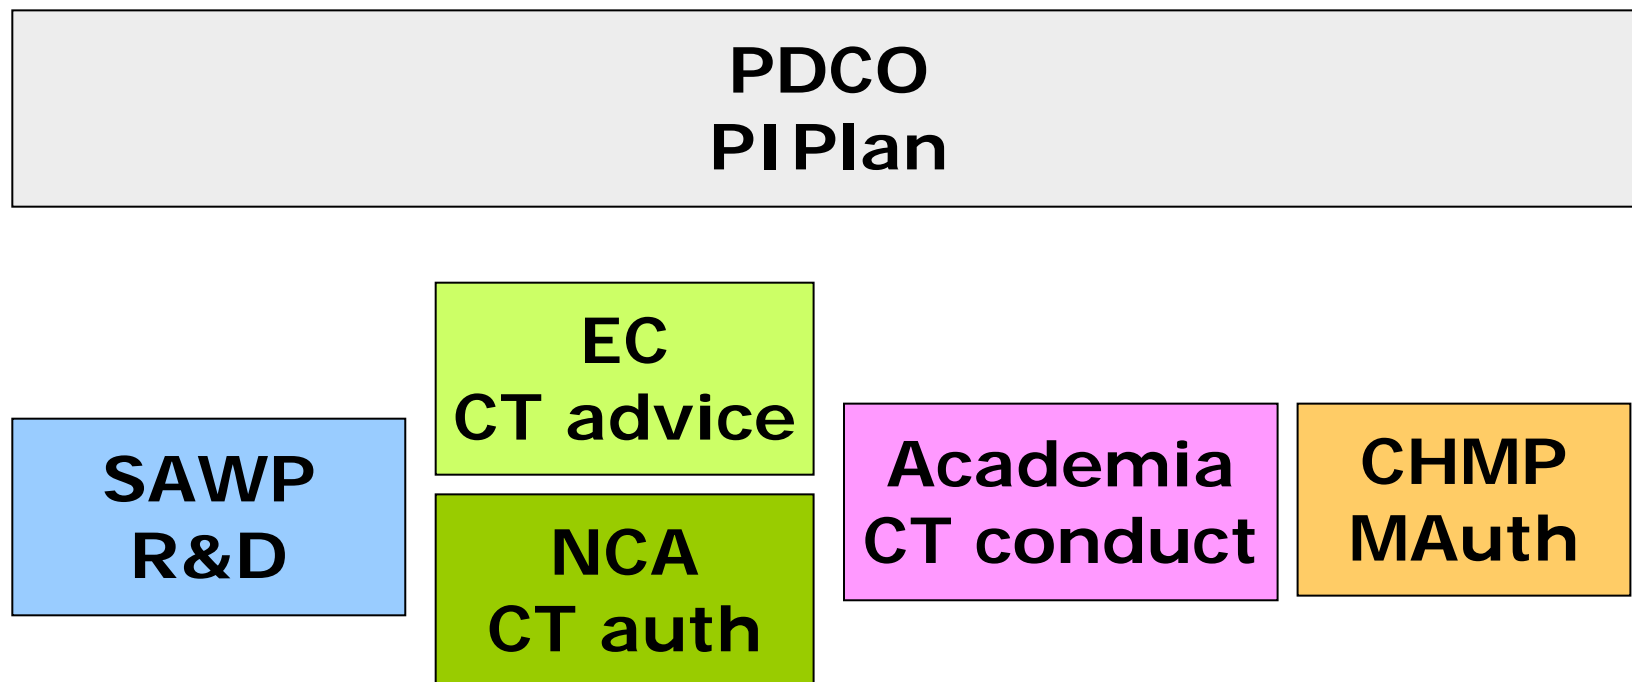 PDCO
PIPlan
EC
CT advice
SAWP
R&D
NCA
CT auth
Academia
CT conduct
CHMP
MAuth